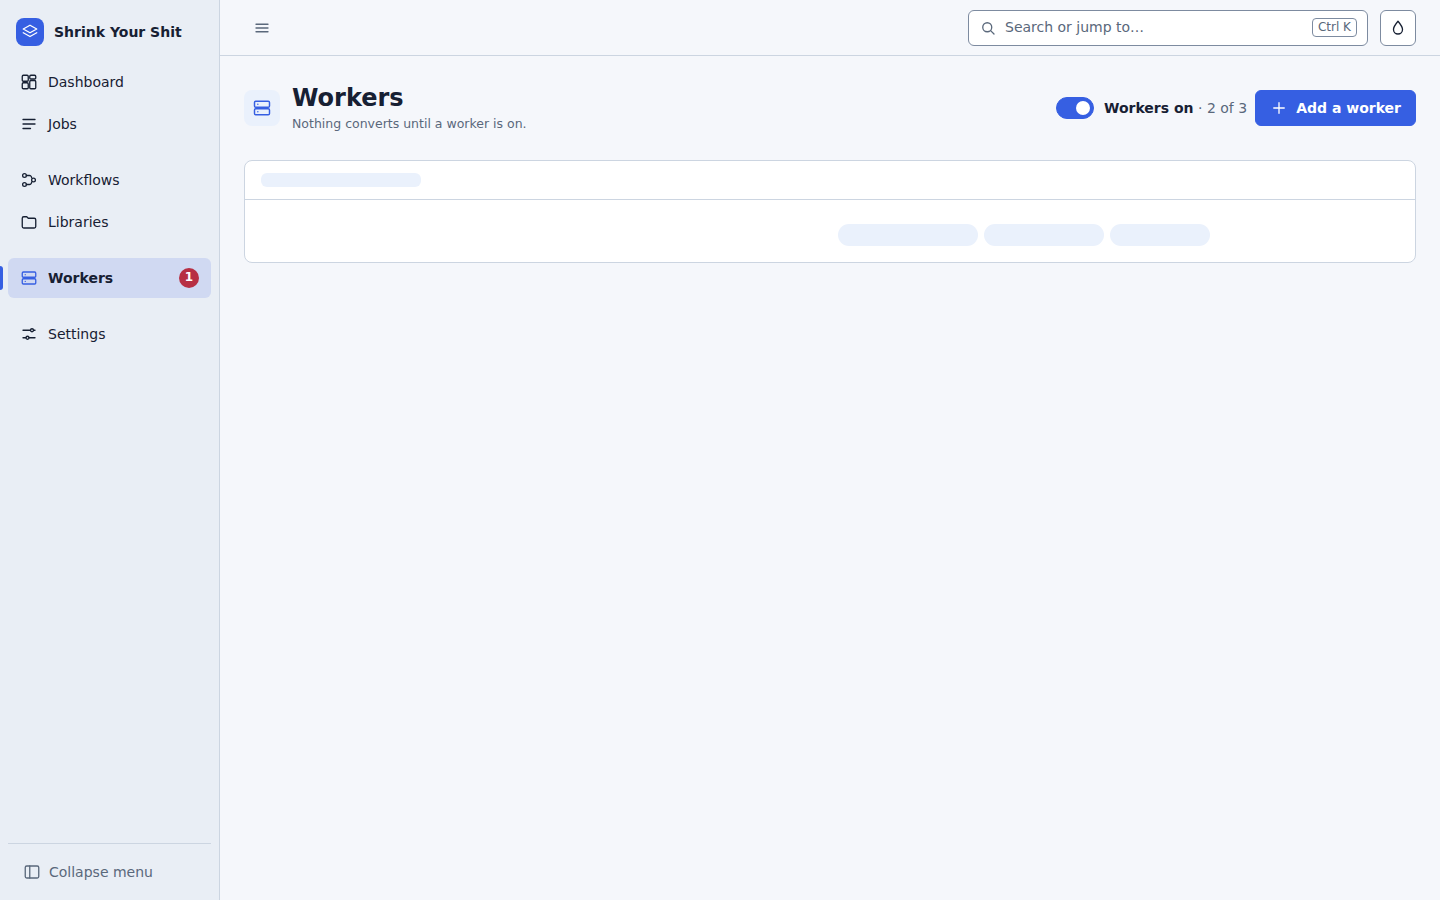 Shrink Your Shit
Search or jump to…
Ctrl K
Dashboard
Jobs
Workflows
Libraries
Workers
1
Settings
Collapse menu
Workers
Nothing converts until a worker is on.
Workers on · 2 of 3
Add a worker